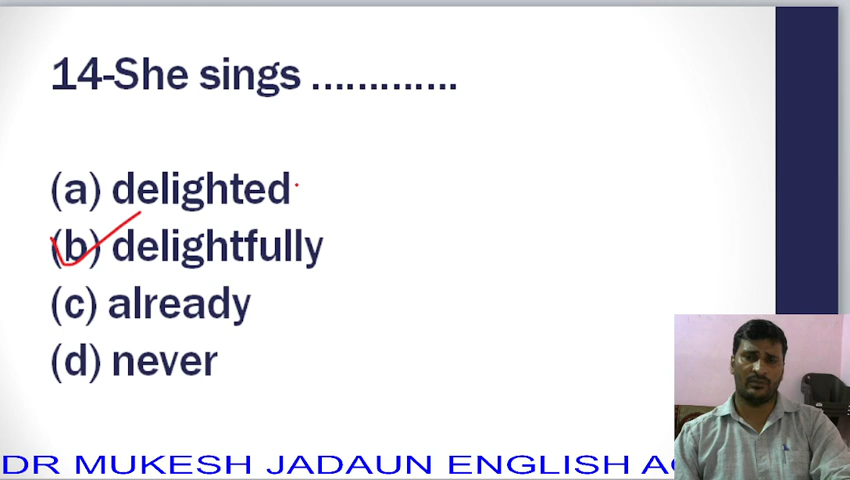 14-She sings .............
(a) delighted
(b) delightfully
(c) already
(d) never
DR MUKESH JADAUN ENGLISH